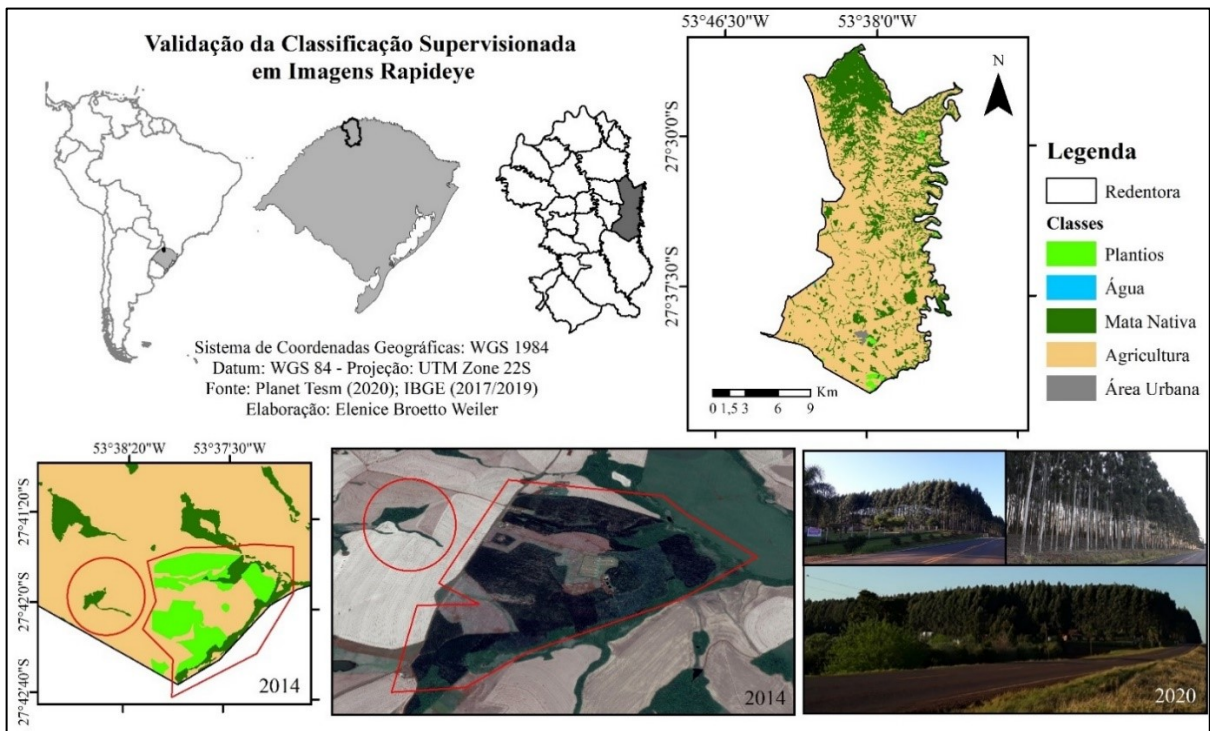 Validação da Classificação Supervisionada
em Imagens Rapideye
Sistema de Coordenadas Geográficas: WGS 1984
Datum: WGS 84 - Projeção: UTM Zone 22S
Fonte: Planet Tesm (2020); IBGE (2017/2019)
Elaboração: Elenice Broetto Weiler
53°46'30"W
53°38'0"W
27°30'0"S
27°37'30"S
N
Km
0 1,5 3 6 9
Legenda
Redentora
Classes
Plantios
Água
Mata Nativa
Agricultura
Área Urbana
53°38'20"W
53°37'30"W
27°41'20"S
27°42'0"S
27°42'40"S
2014
2014
2020